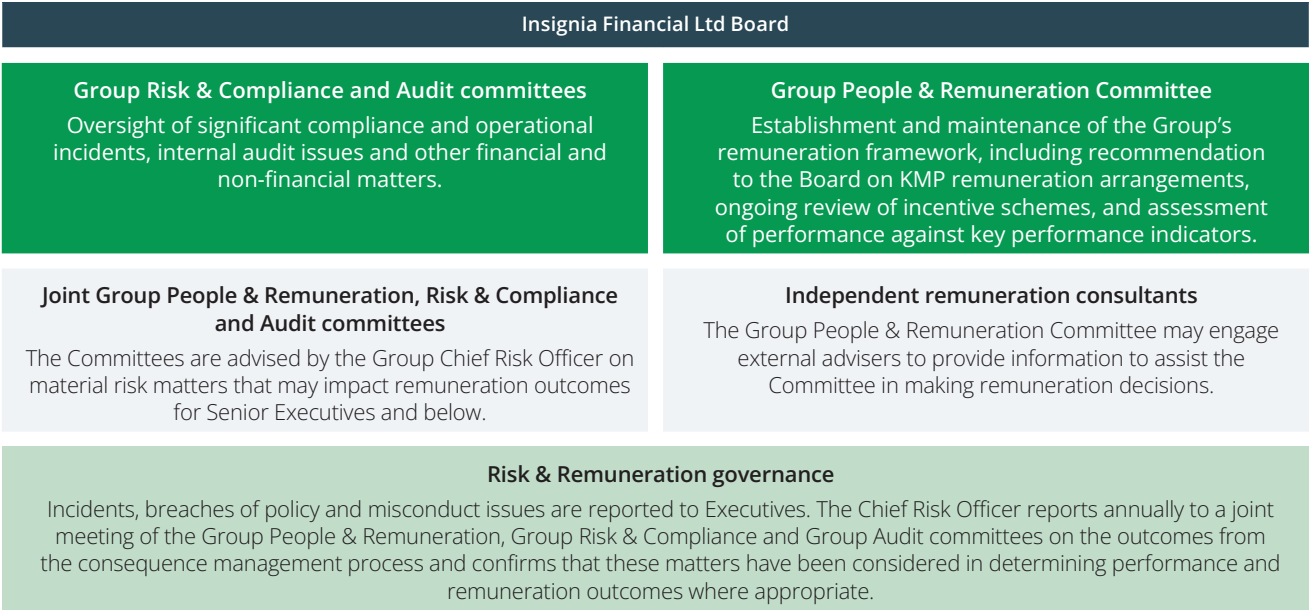 Insignia Financial Ltd Board
Group Risk & Compliance and Audit committees
Oversight of significant compliance and operational
incidents, internal audit issues and other financial and
non-financial matters.
Group People & Remuneration Committee
Establishment and maintenance of the Group’s
remuneration framework, including recommendation
to the Board on KMP remuneration arrangements,
ongoing review of incentive schemes, and assessment
of performance against key performance indicators.
Joint Group People & Remuneration, Risk & Compliance
and Audit committees
The Committees are advised by the Group Chief Risk Officer on
material risk matters that may impact remuneration outcomes
for Senior Executives and below.
Independent remuneration consultants
The Group People & Remuneration Committee may engage
external advisers to provide information to assist the
Committee in making remuneration decisions.
Risk & Remuneration governance
Incidents, breaches of policy and misconduct issues are reported to Executives. The Chief Risk Officer reports annually to a joint
meeting of the Group People & Remuneration, Group Risk & Compliance and Group Audit committees on the outcomes from
the consequence management process and confirms that these matters have been considered in determining performance and
remuneration outcomes where appropriate.